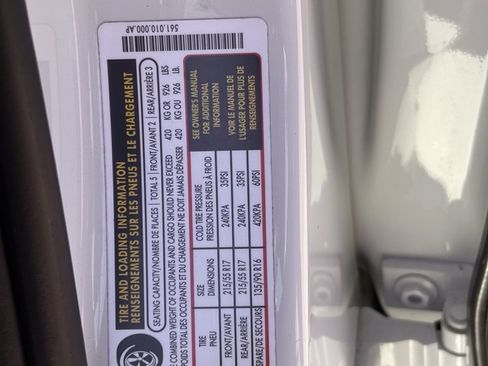 561.010.000.AP
TIRE AND LOADING INFORMATION
RENSEIGNEMENTS SUR LES PNEUS ET LE CHARGEMENT
SEATING CAPACITY/NOMBRE DE PLACES | TOTAL 5 | FRONT/AVANT 2 | REAR/ARRIÈRE 3
COMBINED WEIGHT OF OCCUPANTS AND CARGO SHOULD NEVER EXCEED 420 KG OR 926 LBS
POIDS TOTAL DES OCCUPANTS ET DU CHARGEMENT NE DOIT JAMAIS DÉPASSER 420 KG OU 926 LB.
TIRE SIZE COLD TIRE PRESSURE
PNEU DIMENSIONS PRESSION DES PNEUS À FROID
FRONT/AVANT 215/55 R17 240KPA 35PSI
REAR/ARRIÈRE 215/55 R17 240KPA 35PSI
SPARE/DE SECOURS 135/90 R16 420KPA 60PSI
SEE OWNER'S MANUAL
FOR ADDITIONAL
INFORMATION
VOIR LE MANUEL DE
L'USAGER POUR PLUS DE
RENSEIGNEMENTS